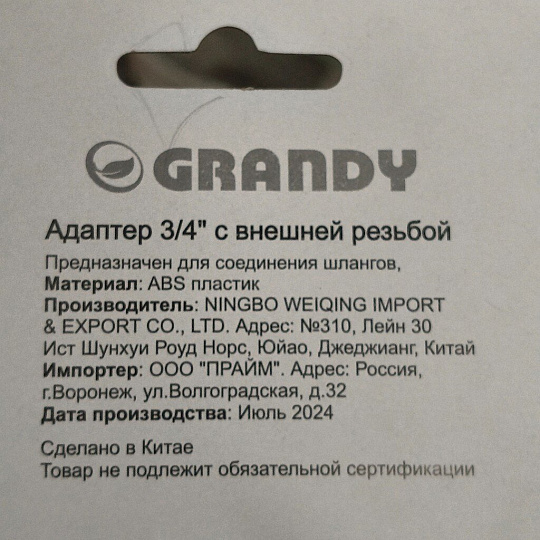 GRANDY
Адаптер 3/4" с внешней резьбой
Предназначен для соединения шлангов,
Материал: ABS пластик
Производитель: NINGBO WEIQING IMPORT
& EXPORT CO., LTD. Адрес: №310, Лейн 30
Ист Шунхуи Роуд Норс, Юйао, Джеджианг, Китай
Импортер: ООО "ПРАЙМ". Адрес: Россия,
г.Воронеж, ул.Волгоградская, д.32
Дата производства: Июль 2024
Сделано в Китае
Товар не подлежит обязательной сертификации